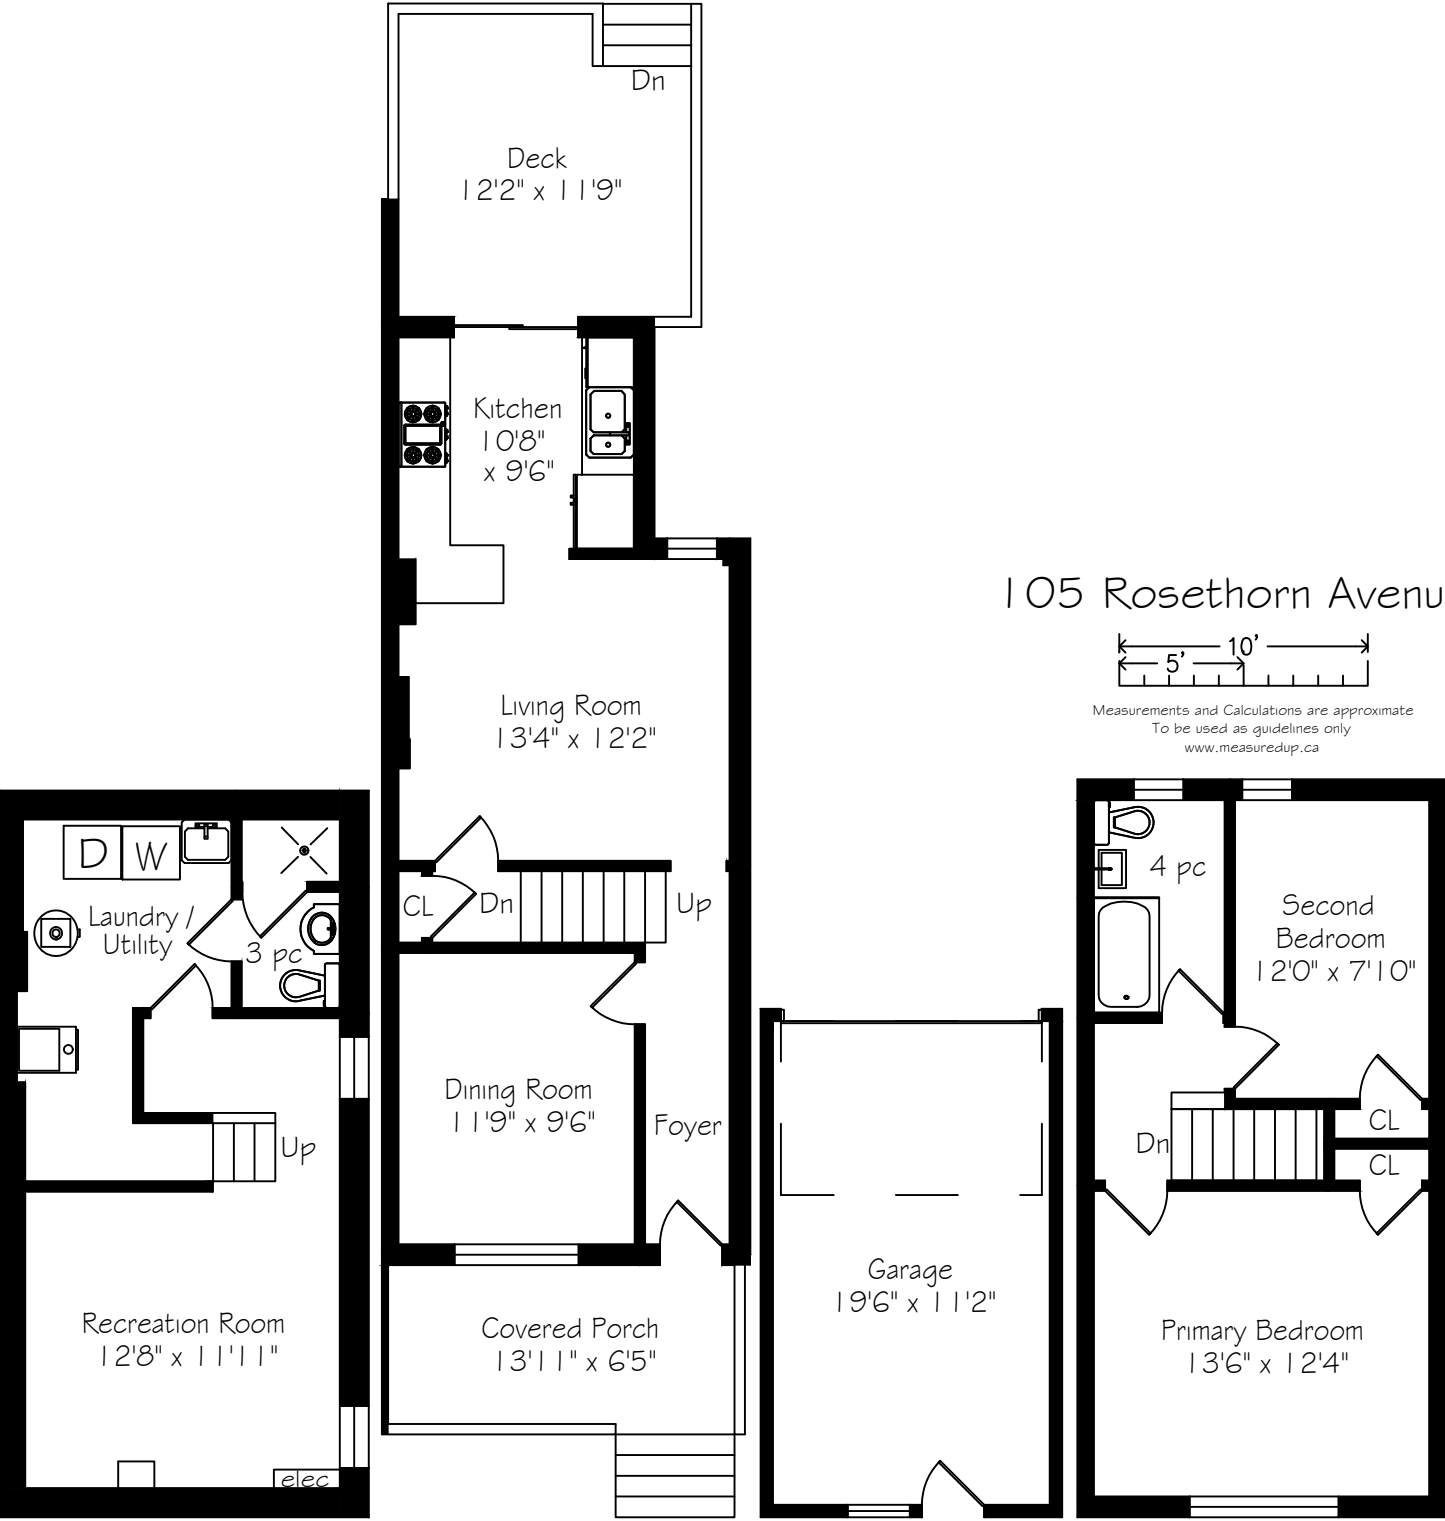 Dn
Deck
12'2" x 11'9"
Kitchen
10'8"
x 9'6"
Living Room
13'4" x 12'2"
CL
Dn
Up
Dining Room
11'9" x 9'6"
Foyer
Covered Porch
13'11" x 6'5"
D
W
Laundry /
Utility
3 pc
Up
Recreation Room
12'8" x 11'11"
elec
Garage
19'6" x 11'2"
105 Rosethorn Avenu
10'
5'
Measurements and Calculations are approximate
To be used as guidelines only
www.measuredup.ca
4 pc
Second
Bedroom
12'0" x 7'10"
CL
Dn
CL
Primary Bedroom
13'6" x 12'4"